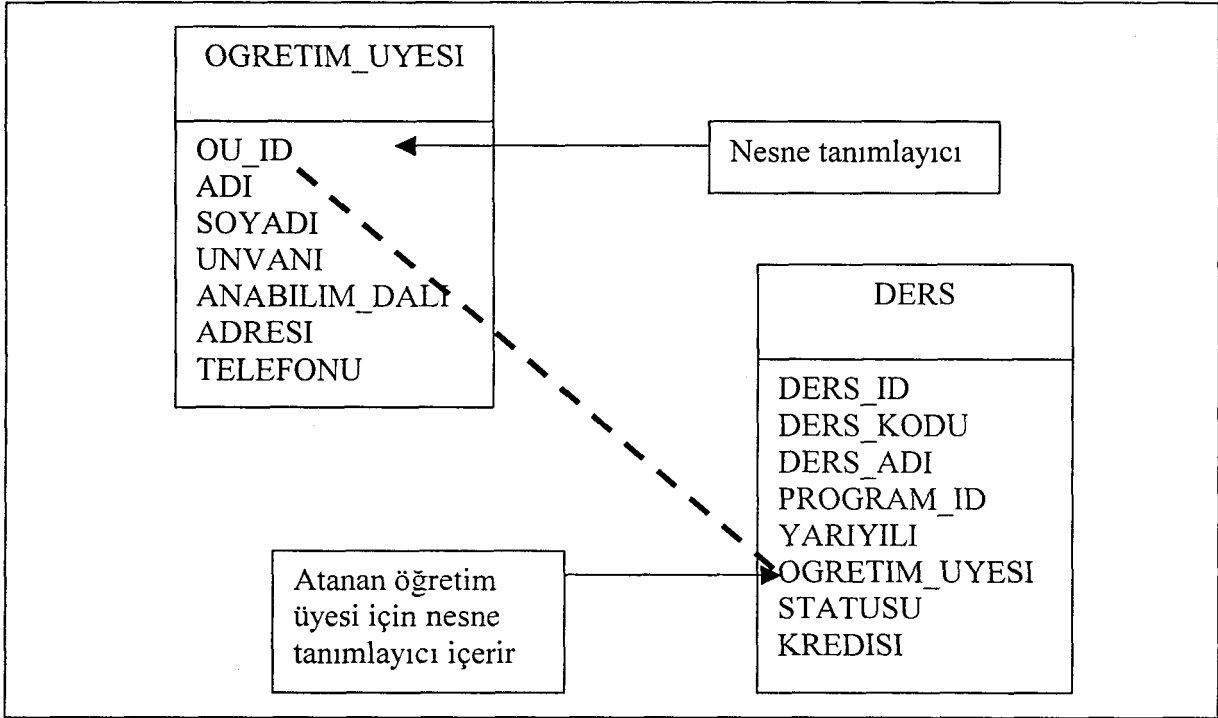 OGRETIM_UYESI
OU_ID
ADI
SOYADI
UNVANI
ANABILIM_DALI
ADRESI
TELEFONU
Nesne tanımlayıcı
DERS
DERS_ID
DERS_KODU
DERS_ADI
PROGRAM_ID
YARIYILI
OGRETIM_UYESI
STATUSU
KREDISI
Atanan öğretim
üyesi için nesne
tanımlayıcı içerir